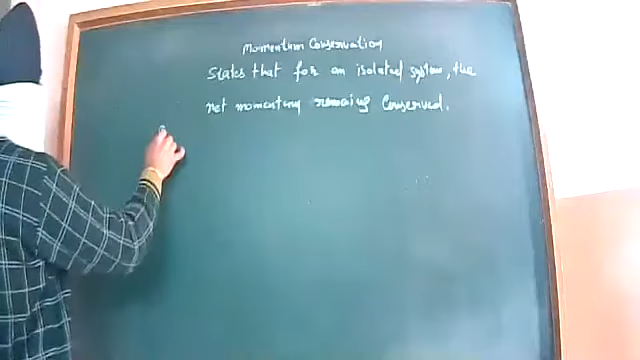 Momentum Conservation
States that for an isolated system, the
net momentum remains Conserved.